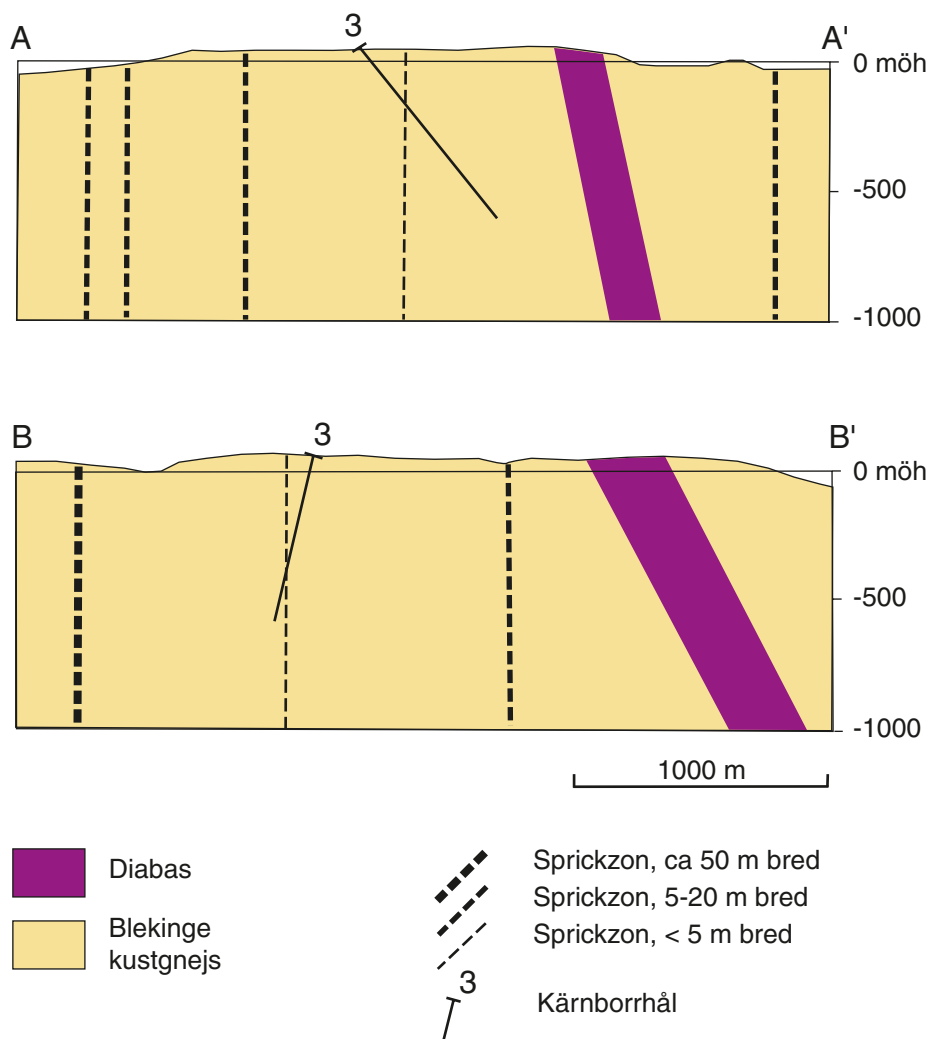 3
A A'
0 möh
-500
-1000
3
B B'
0 möh
-500
-1000
1000 m
Diabas
Blekinge
kustgnejs
Sprickzon, ca 50 m bred
Sprickzon, 5-20 m bred
Sprickzon, < 5 m bred
3
Kärnborrhål